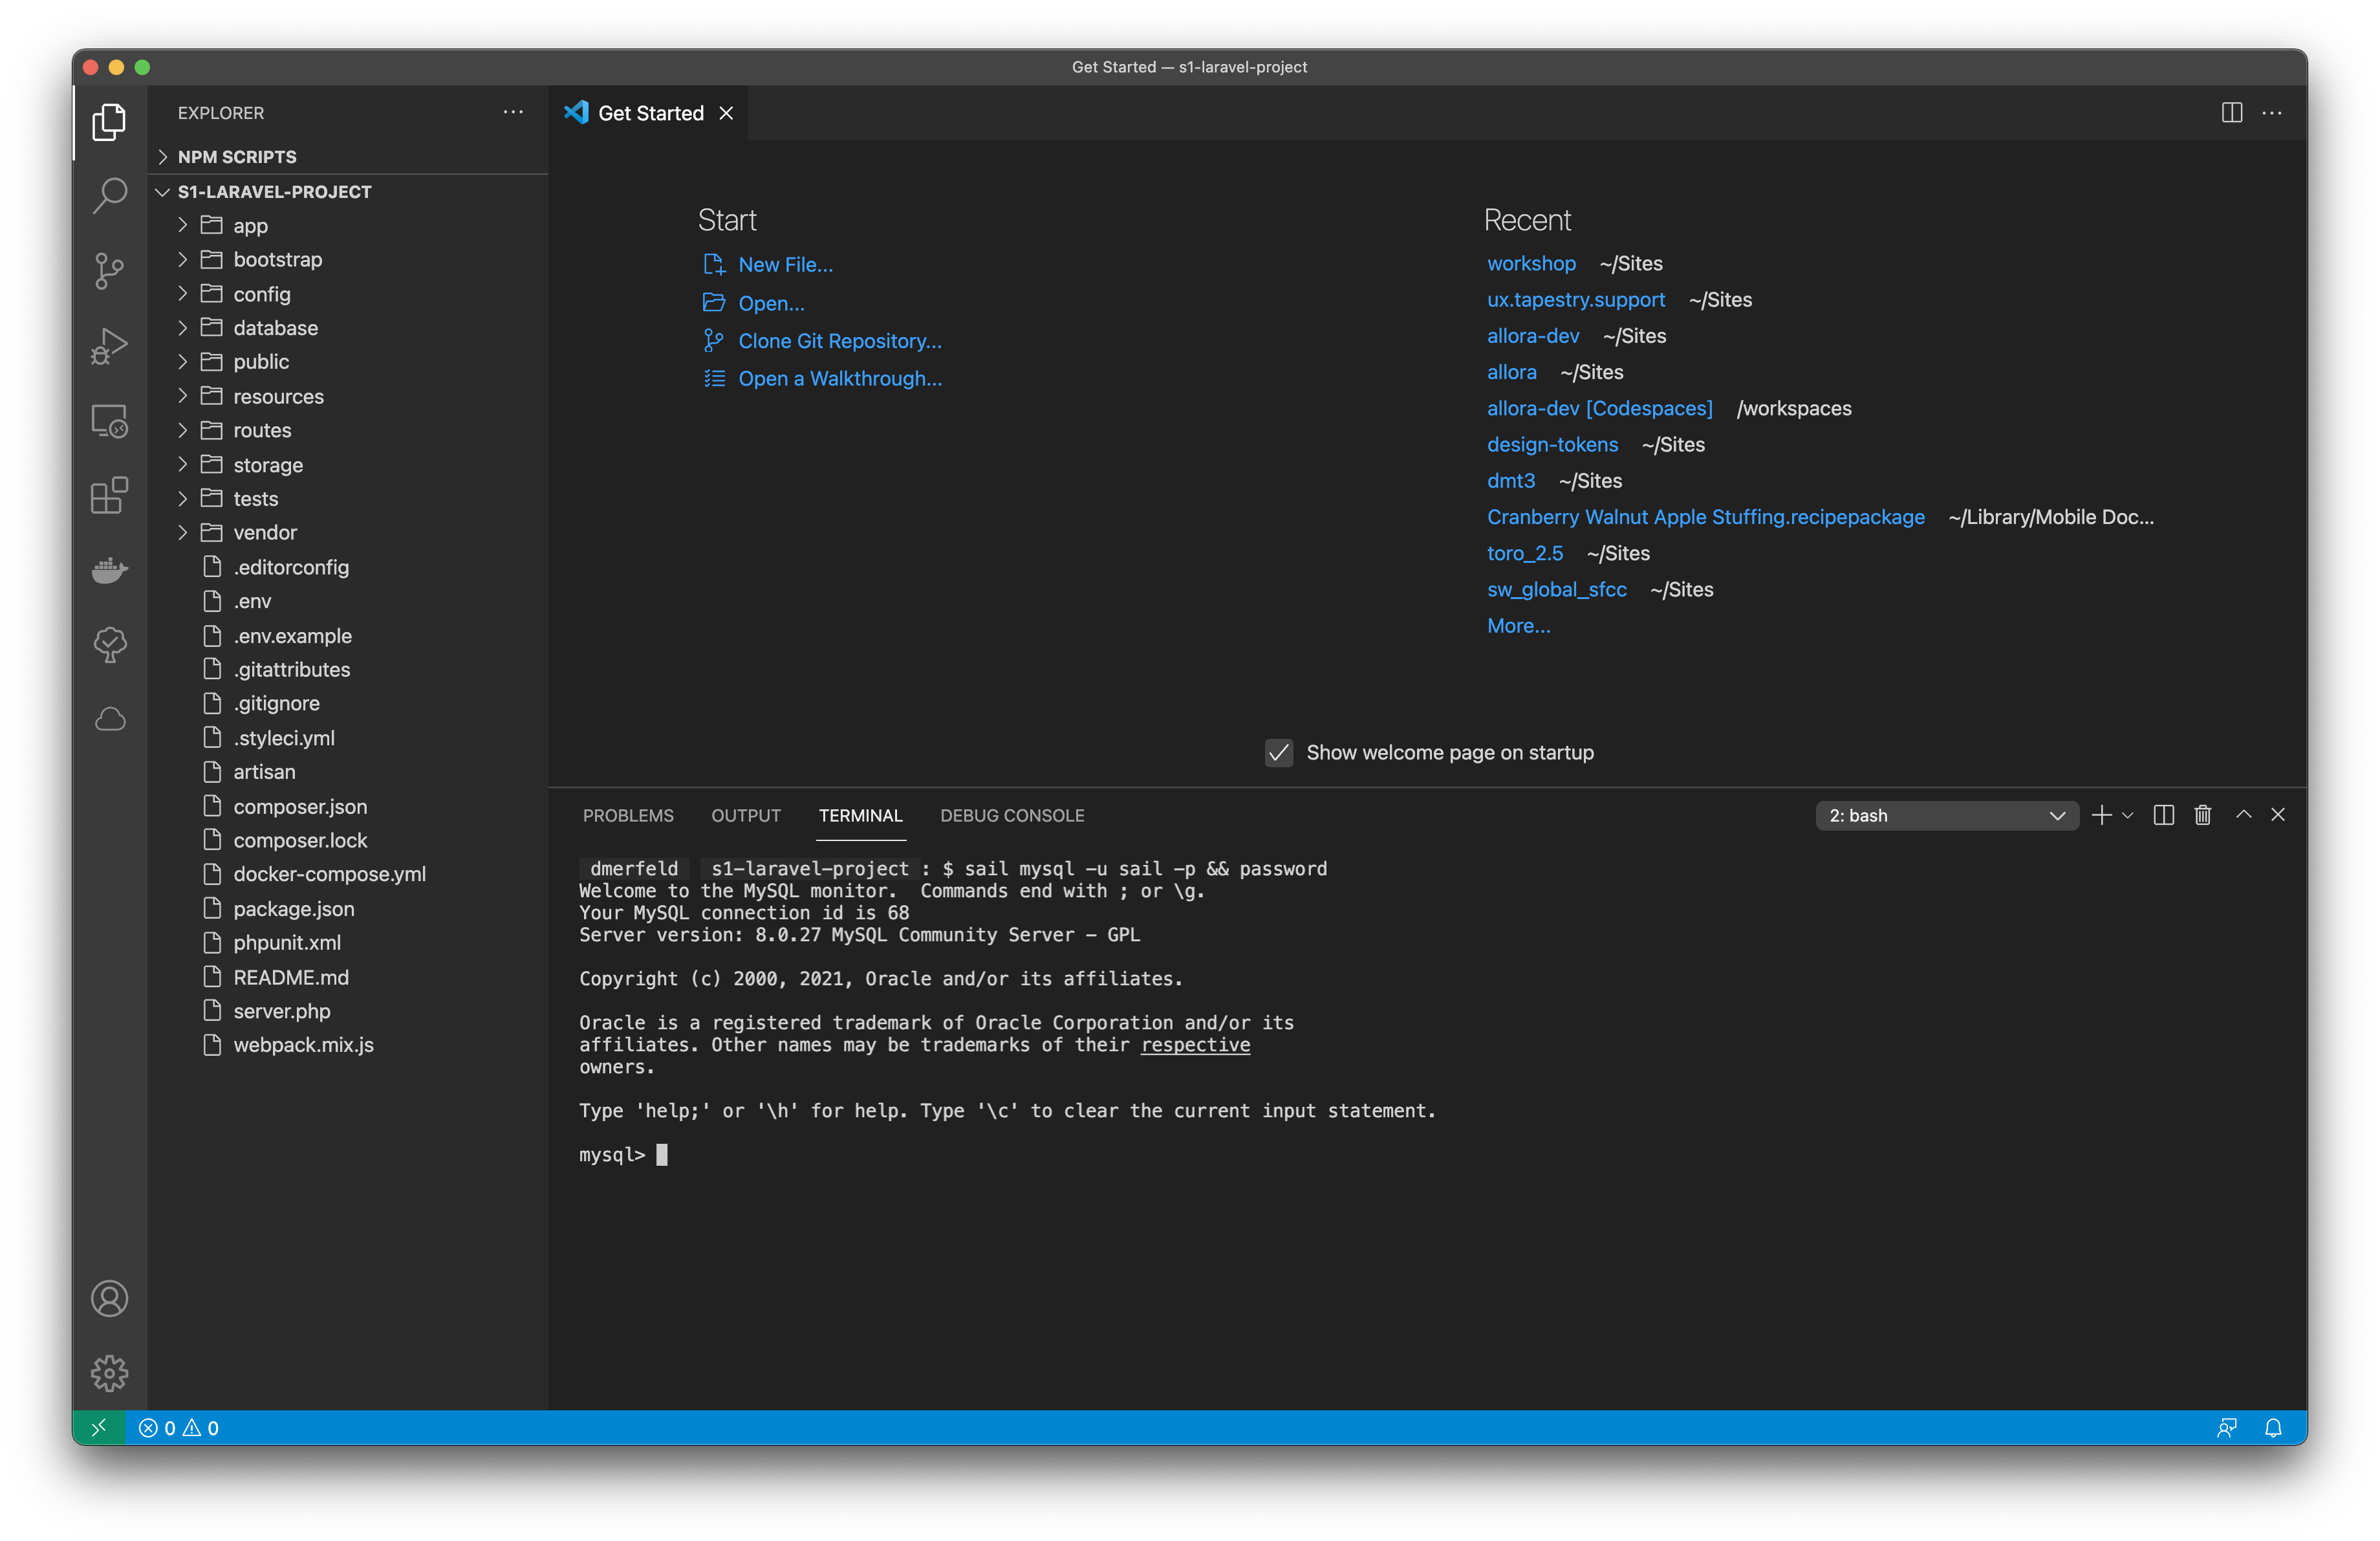 Get Started — s1-laravel-project
EXPLORER
NPM SCRIPTS
S1-LARAVEL-PROJECT
app
bootstrap
config
database
public
resources
routes
storage
tests
vendor
.editorconfig
.env
.env.example
.gitattributes
.gitignore
.styleci.yml
artisan
composer.json
composer.lock
docker-compose.yml
package.json
phpunit.xml
README.md
server.php
webpack.mix.js
Get Started
Start
New File...
Open...
Clone Git Repository...
Open a Walkthrough...
Recent
workshop ~/Sites
ux.tapestry.support ~/Sites
allora-dev ~/Sites
allora ~/Sites
allora-dev [Codespaces] /workspaces
design-tokens ~/Sites
dmt3 ~/Sites
Cranberry Walnut Apple Stuffing.recipepackage ~/Library/Mobile Doc...
toro_2.5 ~/Sites
sw_global_sfcc ~/Sites
More...
Show welcome page on startup
PROBLEMS OUTPUT TERMINAL DEBUG CONSOLE 2: bash
dmerfeld s1-laravel-project : $ sail mysql -u sail -p && password
Welcome to the MySQL monitor.  Commands end with ; or \g.
Your MySQL connection id is 68
Server version: 8.0.27 MySQL Community Server - GPL
Copyright (c) 2000, 2021, Oracle and/or its affiliates.
Oracle is a registered trademark of Oracle Corporation and/or its
affiliates. Other names may be trademarks of their respective
owners.
Type 'help;' or '\h' for help. Type '\c' to clear the current input statement.
mysql>
0 0